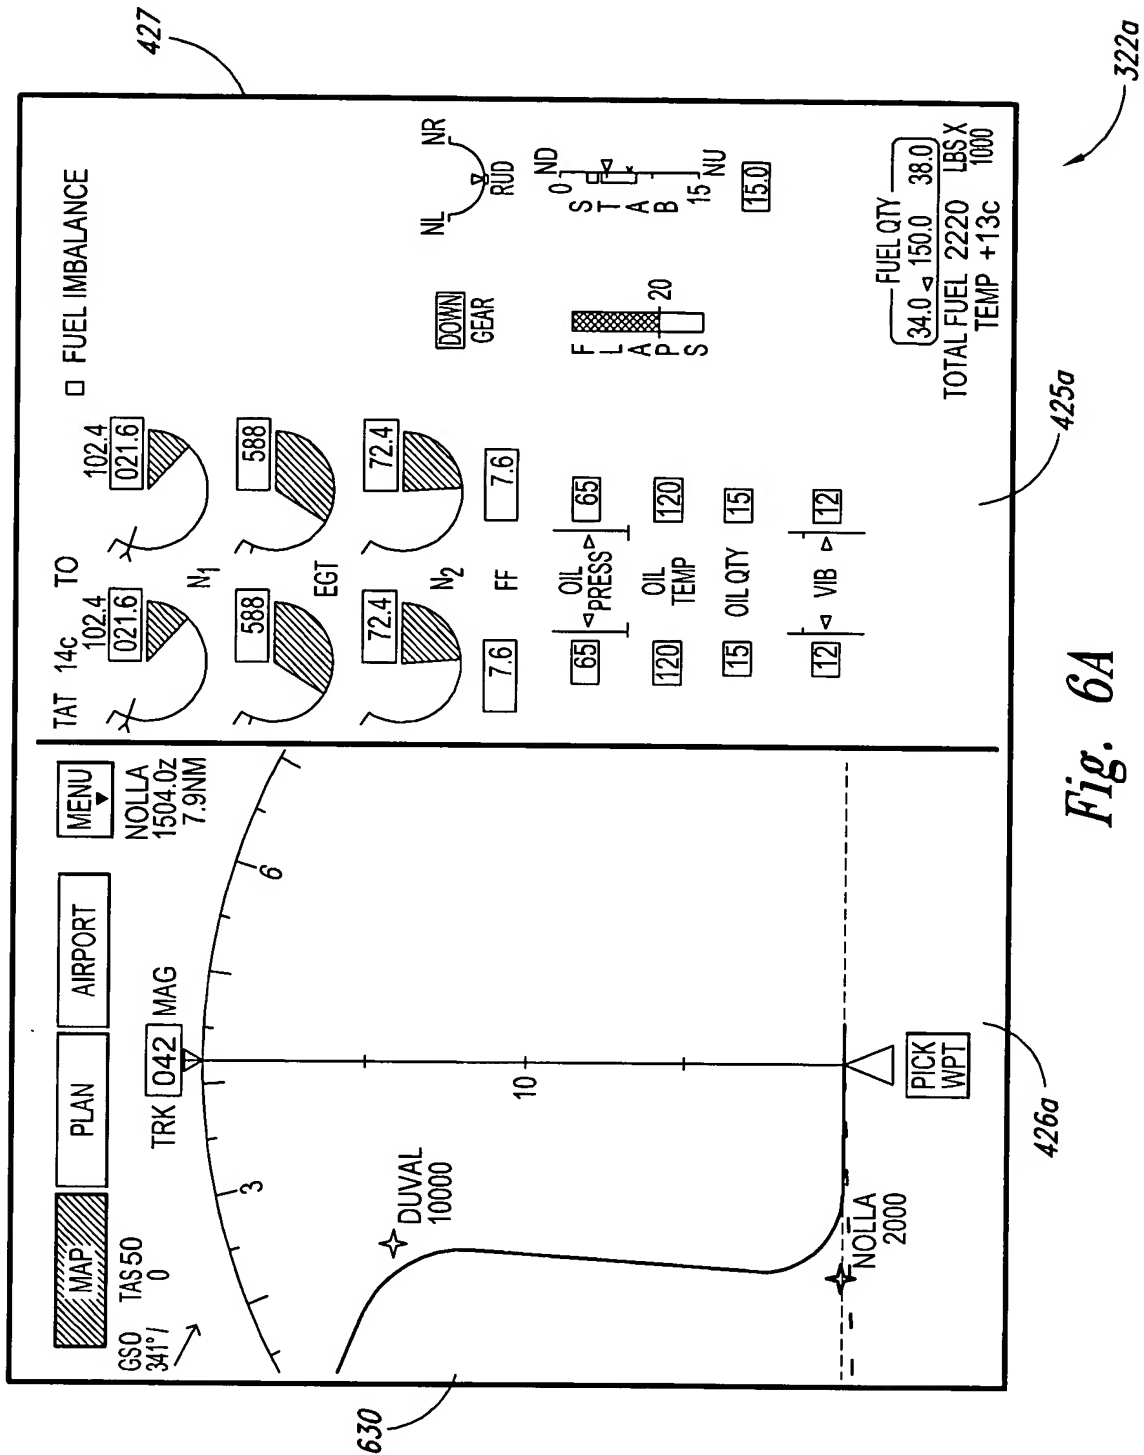 427
322a
MAP
PLAN
AIRPORT
MENU
GS0 TAS50
341°/ 0
TRK 042 MAG
NOLLA
1504.0z
7.9NM
3
6
DUVAL
10000
10
NOLLA
2000
PICK
WPT
630
426a
TAT 14c TO
102.4 102.4
021.6 021.6
N1
588 588
EGT
72.4 72.4
N2
7.6 FF 7.6
65 OIL PRESS 65
120 OIL TEMP 120
15 OIL QTY 15
12 VIB 12
425a
FUEL IMBALANCE
DOWN
GEAR
NL NR
RUD
FLAPS
20
0 ND
STAB
15 NU
15.0
FUEL QTY
34.0 150.0 38.0
TOTAL FUEL 2220 LBS X
TEMP +13c 1000
Fig. 6A